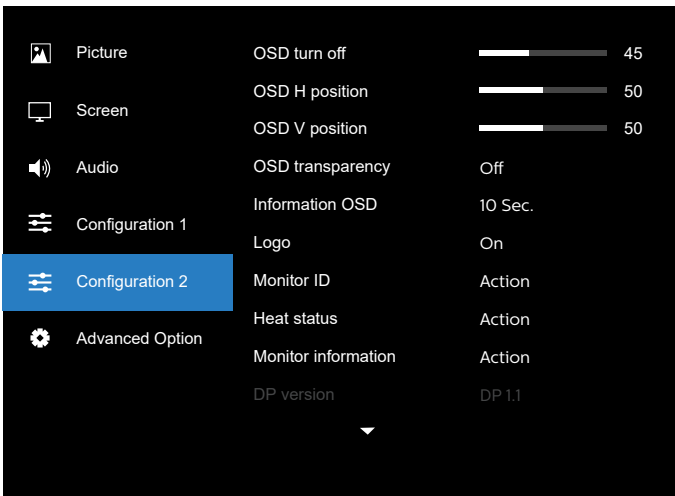 Picture
Screen
Audio
Configuration 1
Configuration 2
Advanced Option
OSD turn off 45
OSD H position 50
OSD V position 50
OSD transparency Off
Information OSD 10 Sec.
Logo On
Monitor ID Action
Heat status Action
Monitor information Action
DP version DP 1.1